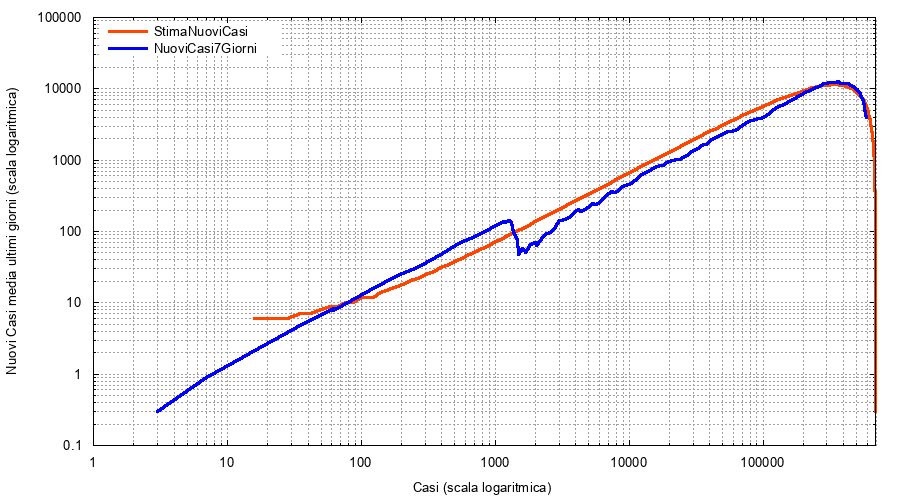 100000
10000
1000
100
10
1
0.1
StimaNuoviCasi
NuoviCasi7Giorni
Nuovi Casi media ultimi giorni (scala logaritmica)
1 10 100 1000 10000 100000
Casi (scala logaritmica)